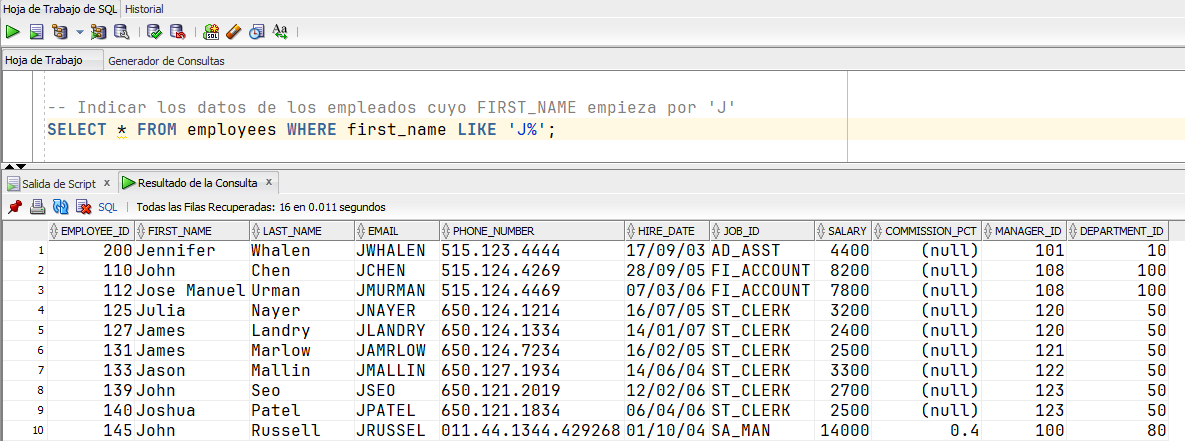 Hoja de Trabajo de SQL Historial
Aa
Hoja de Trabajo Generador de Consultas
-- Indicar los datos de los empleados cuyo FIRST_NAME empieza por 'J'
SELECT * FROM employees WHERE first_name LIKE 'J%';
Salida de Script x Resultado de la Consulta x
SQL Todas las Filas Recuperadas: 16 en 0.011 segundos
EMPLOYEE_ID FIRST_NAME LAST_NAME EMAIL PHONE_NUMBER HIRE_DATE JOB_ID SALARY COMMISSION_PCT MANAGER_ID DEPARTMENT_ID
1 200 Jennifer Whalen JWHALEN 515.123.4444 17/09/03 AD_ASST 4400 (null) 101 10
2 110 John Chen JCHEN 515.124.4269 28/09/05 FI_ACCOUNT 8200 (null) 108 100
3 112 Jose Manuel Urman JMURMAN 515.124.4469 07/03/06 FI_ACCOUNT 7800 (null) 108 100
4 125 Julia Nayer JNAYER 650.124.1214 16/07/05 ST_CLERK 3200 (null) 120 50
5 127 James Landry JLANDRY 650.124.1334 14/01/07 ST_CLERK 2400 (null) 120 50
6 131 James Marlow JAMRLOW 650.124.7234 16/02/05 ST_CLERK 2500 (null) 121 50
7 133 Jason Mallin JMALLIN 650.127.1934 14/06/04 ST_CLERK 3300 (null) 122 50
8 139 John Seo JSEO 650.121.2019 12/02/06 ST_CLERK 2700 (null) 123 50
9 140 Joshua Patel JPATEL 650.121.1834 06/04/06 ST_CLERK 2500 (null) 123 50
10 145 John Russell JRUSSEL 011.44.1344.429268 01/10/04 SA_MAN 14000 0.4 100 80